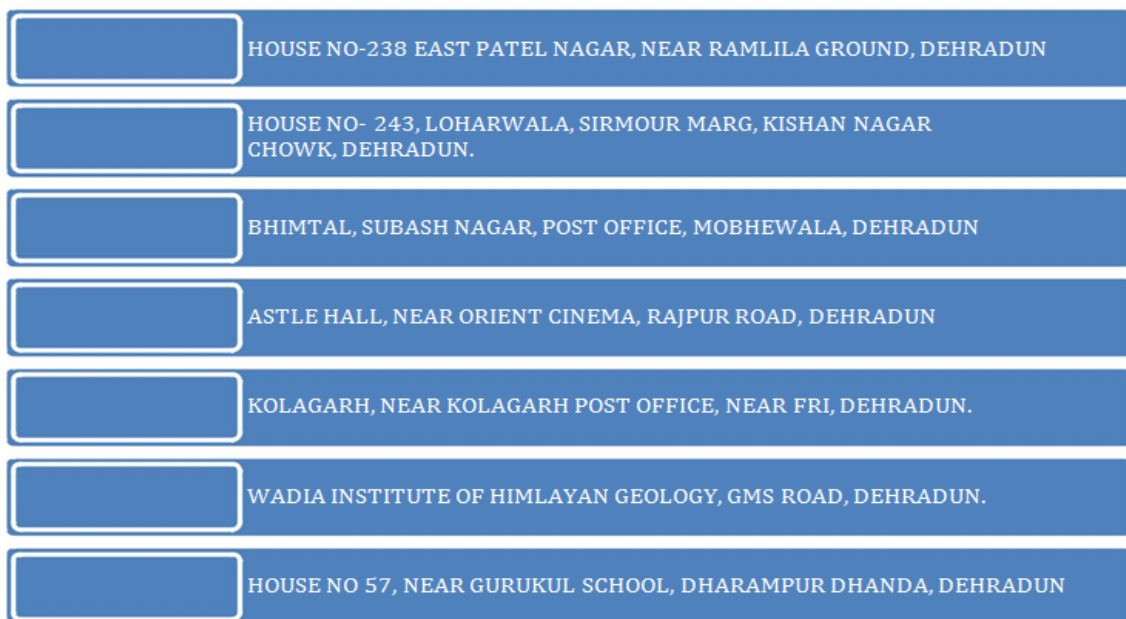 HOUSE NO-238 EAST PATEL NAGAR, NEAR RAMLILA GROUND, DEHRADUN
HOUSE NO- 243, LOHARWALA, SIRMOUR MARG, KISHAN NAGAR
CHOWK, DEHRADUN.
BHIMTAL, SUBASH NAGAR, POST OFFICE, MOBHEWALA, DEHRADUN
ASTLE HALL, NEAR ORIENT CINEMA, RAJPUR ROAD, DEHRADUN
KOLAGARH, NEAR KOLAGARH POST OFFICE, NEAR FRI, DEHRADUN.
WADIA INSTITUTE OF HIMLAYAN GEOLOGY, GMS ROAD, DEHRADUN.
HOUSE NO 57, NEAR GURUKUL SCHOOL, DHARAMPUR DHANDA, DEHRADUN